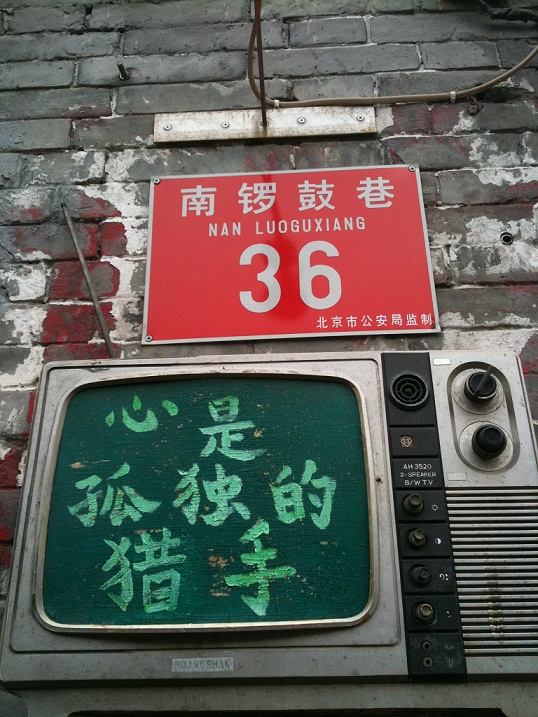 南锣鼓巷
NAN LUOGUXIANG
36
北京市公安局监制
心是
孤独的
猎手
AH 3520
2-SPEAKER
B/W TV
HUANGSHAN